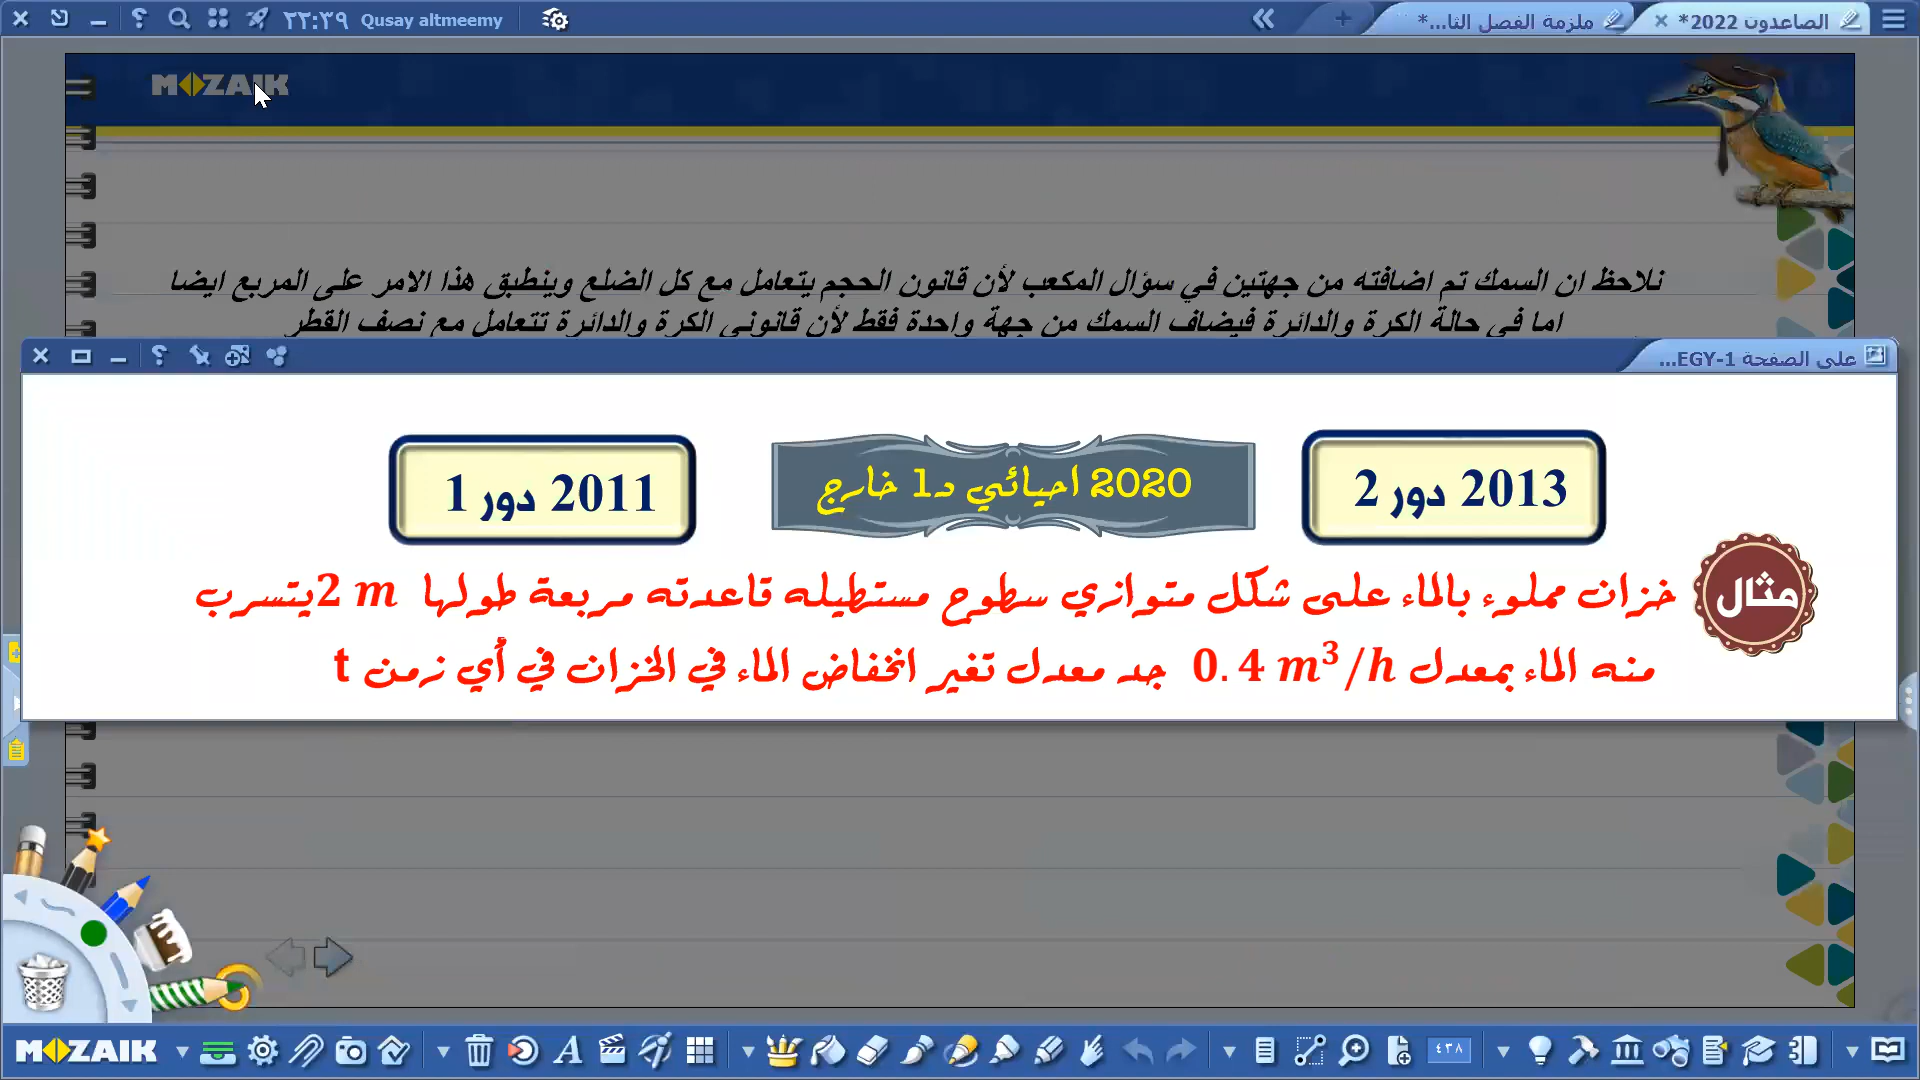 ٢٢:٣٩ Qusay altmeemy
ملزمة الفصل الثا...*
الصاعدون 2022*
MOZAIK
نلاحظ ان السمك تم اضافته من جهتين في سؤال المكعب لأن قانون الحجم يتعامل مع كل الضلع وينطبق هذا الامر على المربع ايضا
اما في حالة الكرة والدائرة فيضاف السمك من جهة واحدة فقط لأن قانوني الكرة والدائرة تتعامل مع نصف القطر
على الصفحة EGY-1...
2013 دور 2
2020 احيائي د1 خارج
2011 دور 1
مثال
خزان مملوء بالماء على شكل متوازي سطوح مستطيله قاعدته مربعة طولها 2 m يتسرب
منه الماء بمعدل 0.4 m³/h جد معدل تغير انخفاض الماء في الخزان في أي زمن t
MOZAIK
٤٣٨